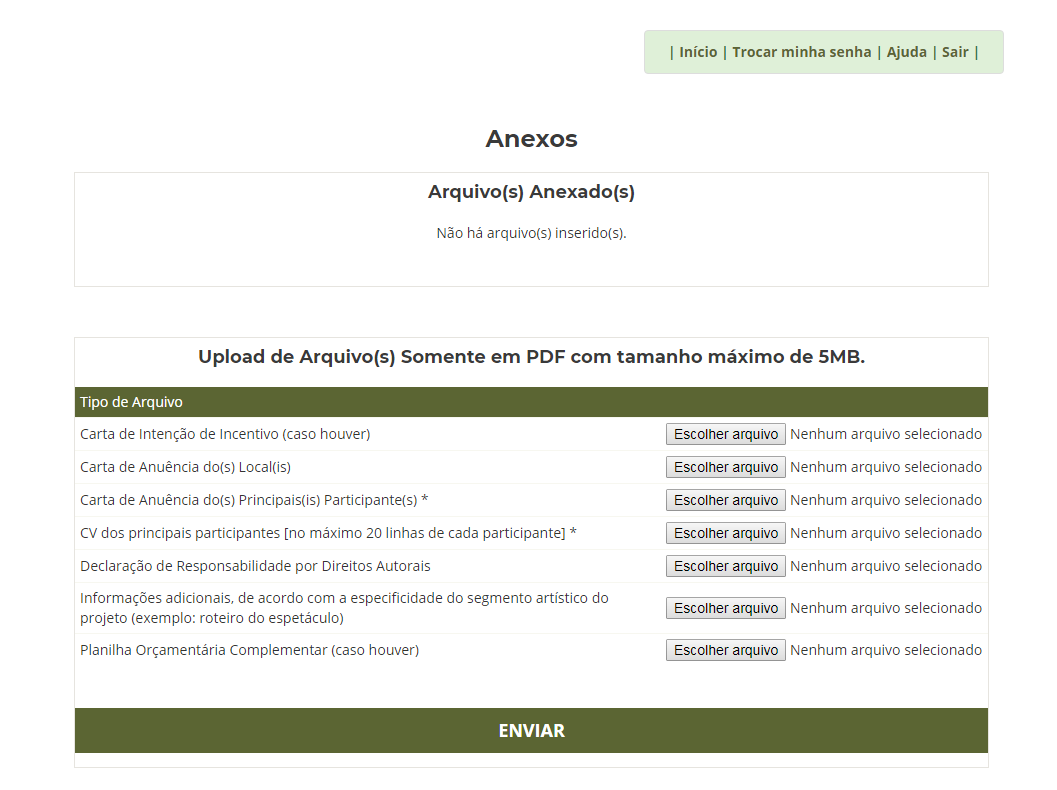 | Início | Trocar minha senha | Ajuda | Sair |
Anexos
Arquivo(s) Anexado(s)
Não há arquivo(s) inserido(s).
Upload de Arquivo(s) Somente em PDF com tamanho máximo de 5MB.
Tipo de Arquivo
Carta de Intenção de Incentivo (caso houver) Escolher arquivo Nenhum arquivo selecionado
Carta de Anuência do(s) Local(is) Escolher arquivo Nenhum arquivo selecionado
Carta de Anuência do(s) Principais(is) Participante(s) * Escolher arquivo Nenhum arquivo selecionado
CV dos principais participantes [no máximo 20 linhas de cada participante] * Escolher arquivo Nenhum arquivo selecionado
Declaração de Responsabilidade por Direitos Autorais Escolher arquivo Nenhum arquivo selecionado
Informações adicionais, de acordo com a especificidade do segmento artístico do
projeto (exemplo: roteiro do espetáculo) Escolher arquivo Nenhum arquivo selecionado
Planilha Orçamentária Complementar (caso houver) Escolher arquivo Nenhum arquivo selecionado
ENVIAR